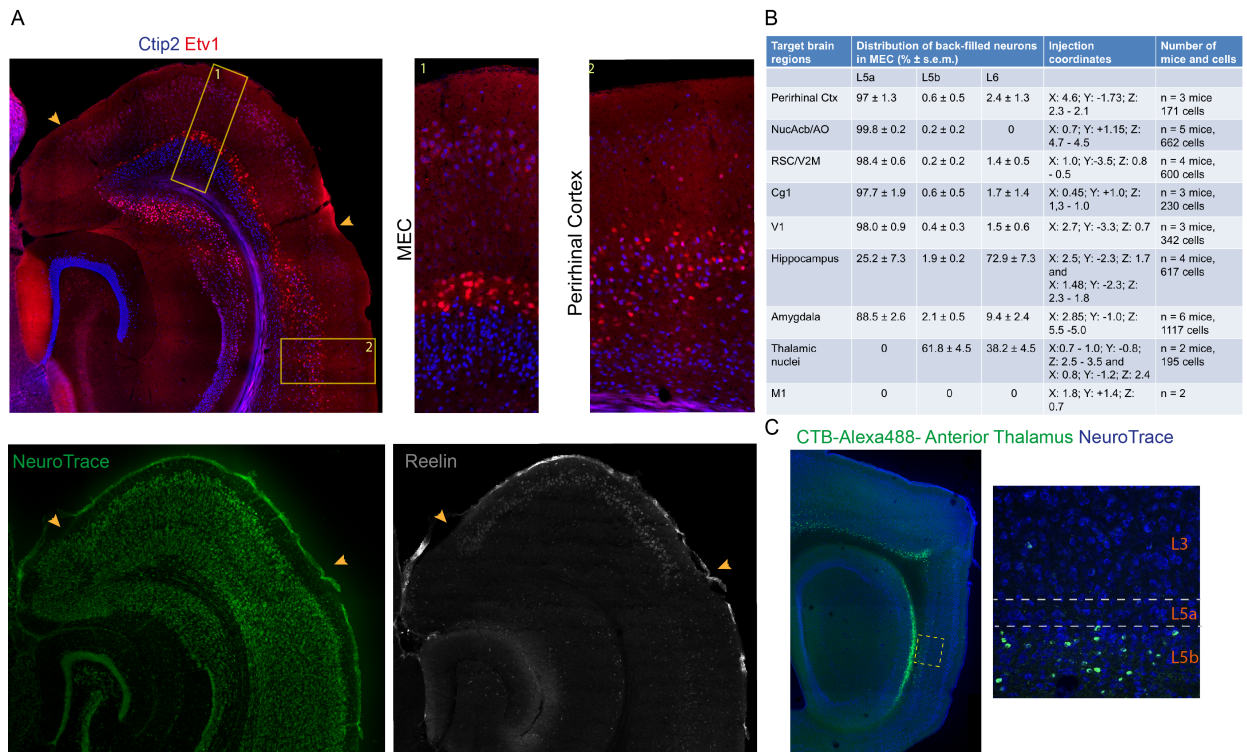 A
Ctip2 Etv1
1
2
1
MEC
2
Perirhinal Cortex
NeuroTrace
Reelin
B
Target brain regions | Distribution of back-filled neurons in MEC (% ± s.e.m.) | Injection coordinates | Number of mice and cells
L5a | L5b | L6
Perirhinal Ctx | 97 ± 1.3 | 0.6 ± 0.5 | 2.4 ± 1.3 | X: 4.6; Y: -1.73; Z: 2.3 - 2.1 | n = 3 mice 171 cells
NucAcb/AO | 99.8 ± 0.2 | 0.2 ± 0.2 | 0 | X: 0.7; Y: +1.15; Z: 4.7 - 4.5 | n = 5 mice, 662 cells
RSC/V2M | 98.4 ± 0.6 | 0.2 ± 0.2 | 1.4 ± 0.5 | X: 1.0; Y:-3.5; Z: 0.8 - 0.5 | n = 4 mice, 600 cells
Cg1 | 97.7 ± 1.9 | 0.6 ± 0.5 | 1.7 ± 1.4 | X: 0.45; Y: +1.0; Z: 1,3 - 1.0 | n = 3 mice, 230 cells
V1 | 98.0 ± 0.9 | 0.4 ± 0.3 | 1.5 ± 0.6 | X: 2.7; Y: -3.3; Z: 0.7 | n = 3 mice, 342 cells
Hippocampus | 25.2 ± 7.3 | 1.9 ± 0.2 | 72.9 ± 7.3 | X: 2.5; Y: -2.3; Z: 1.7 and X: 1.48; Y: -2.3; Z: 2.3 - 1.8 | n = 4 mice, 617 cells
Amygdala | 88.5 ± 2.6 | 2.1 ± 0.5 | 9.4 ± 2.4 | X: 2.85; Y: -1.0; Z: 5.5 -5.0 | n = 6 mice, 1117 cells
Thalamic nuclei | 0 | 61.8 ± 4.5 | 38.2 ± 4.5 | X:0.7 - 1.0; Y: -0.8; Z: 2.5 - 3.5 and X: 0.8; Y: -1.2; Z: 2.4 | n = 2 mice, 195 cells
M1 | 0 | 0 | 0 | X: 1.8; Y: +1.4; Z: 0.7 | n = 2
C
CTB-Alexa488- Anterior Thalamus NeuroTrace
L3
L5a
L5b